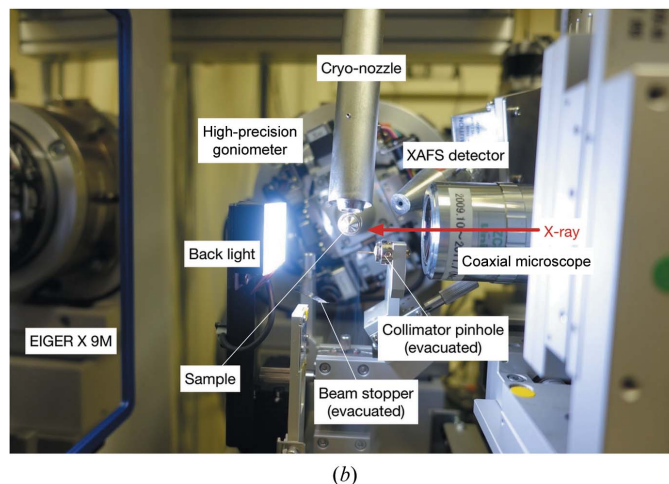 Cryo-nozzle
High-precision
goniometer
XAFS detector
X-ray
Back light
Coaxial microscope
EIGER X 9M
Collimator pinhole
(evacuated)
Sample
Beam stopper
(evacuated)
(b)